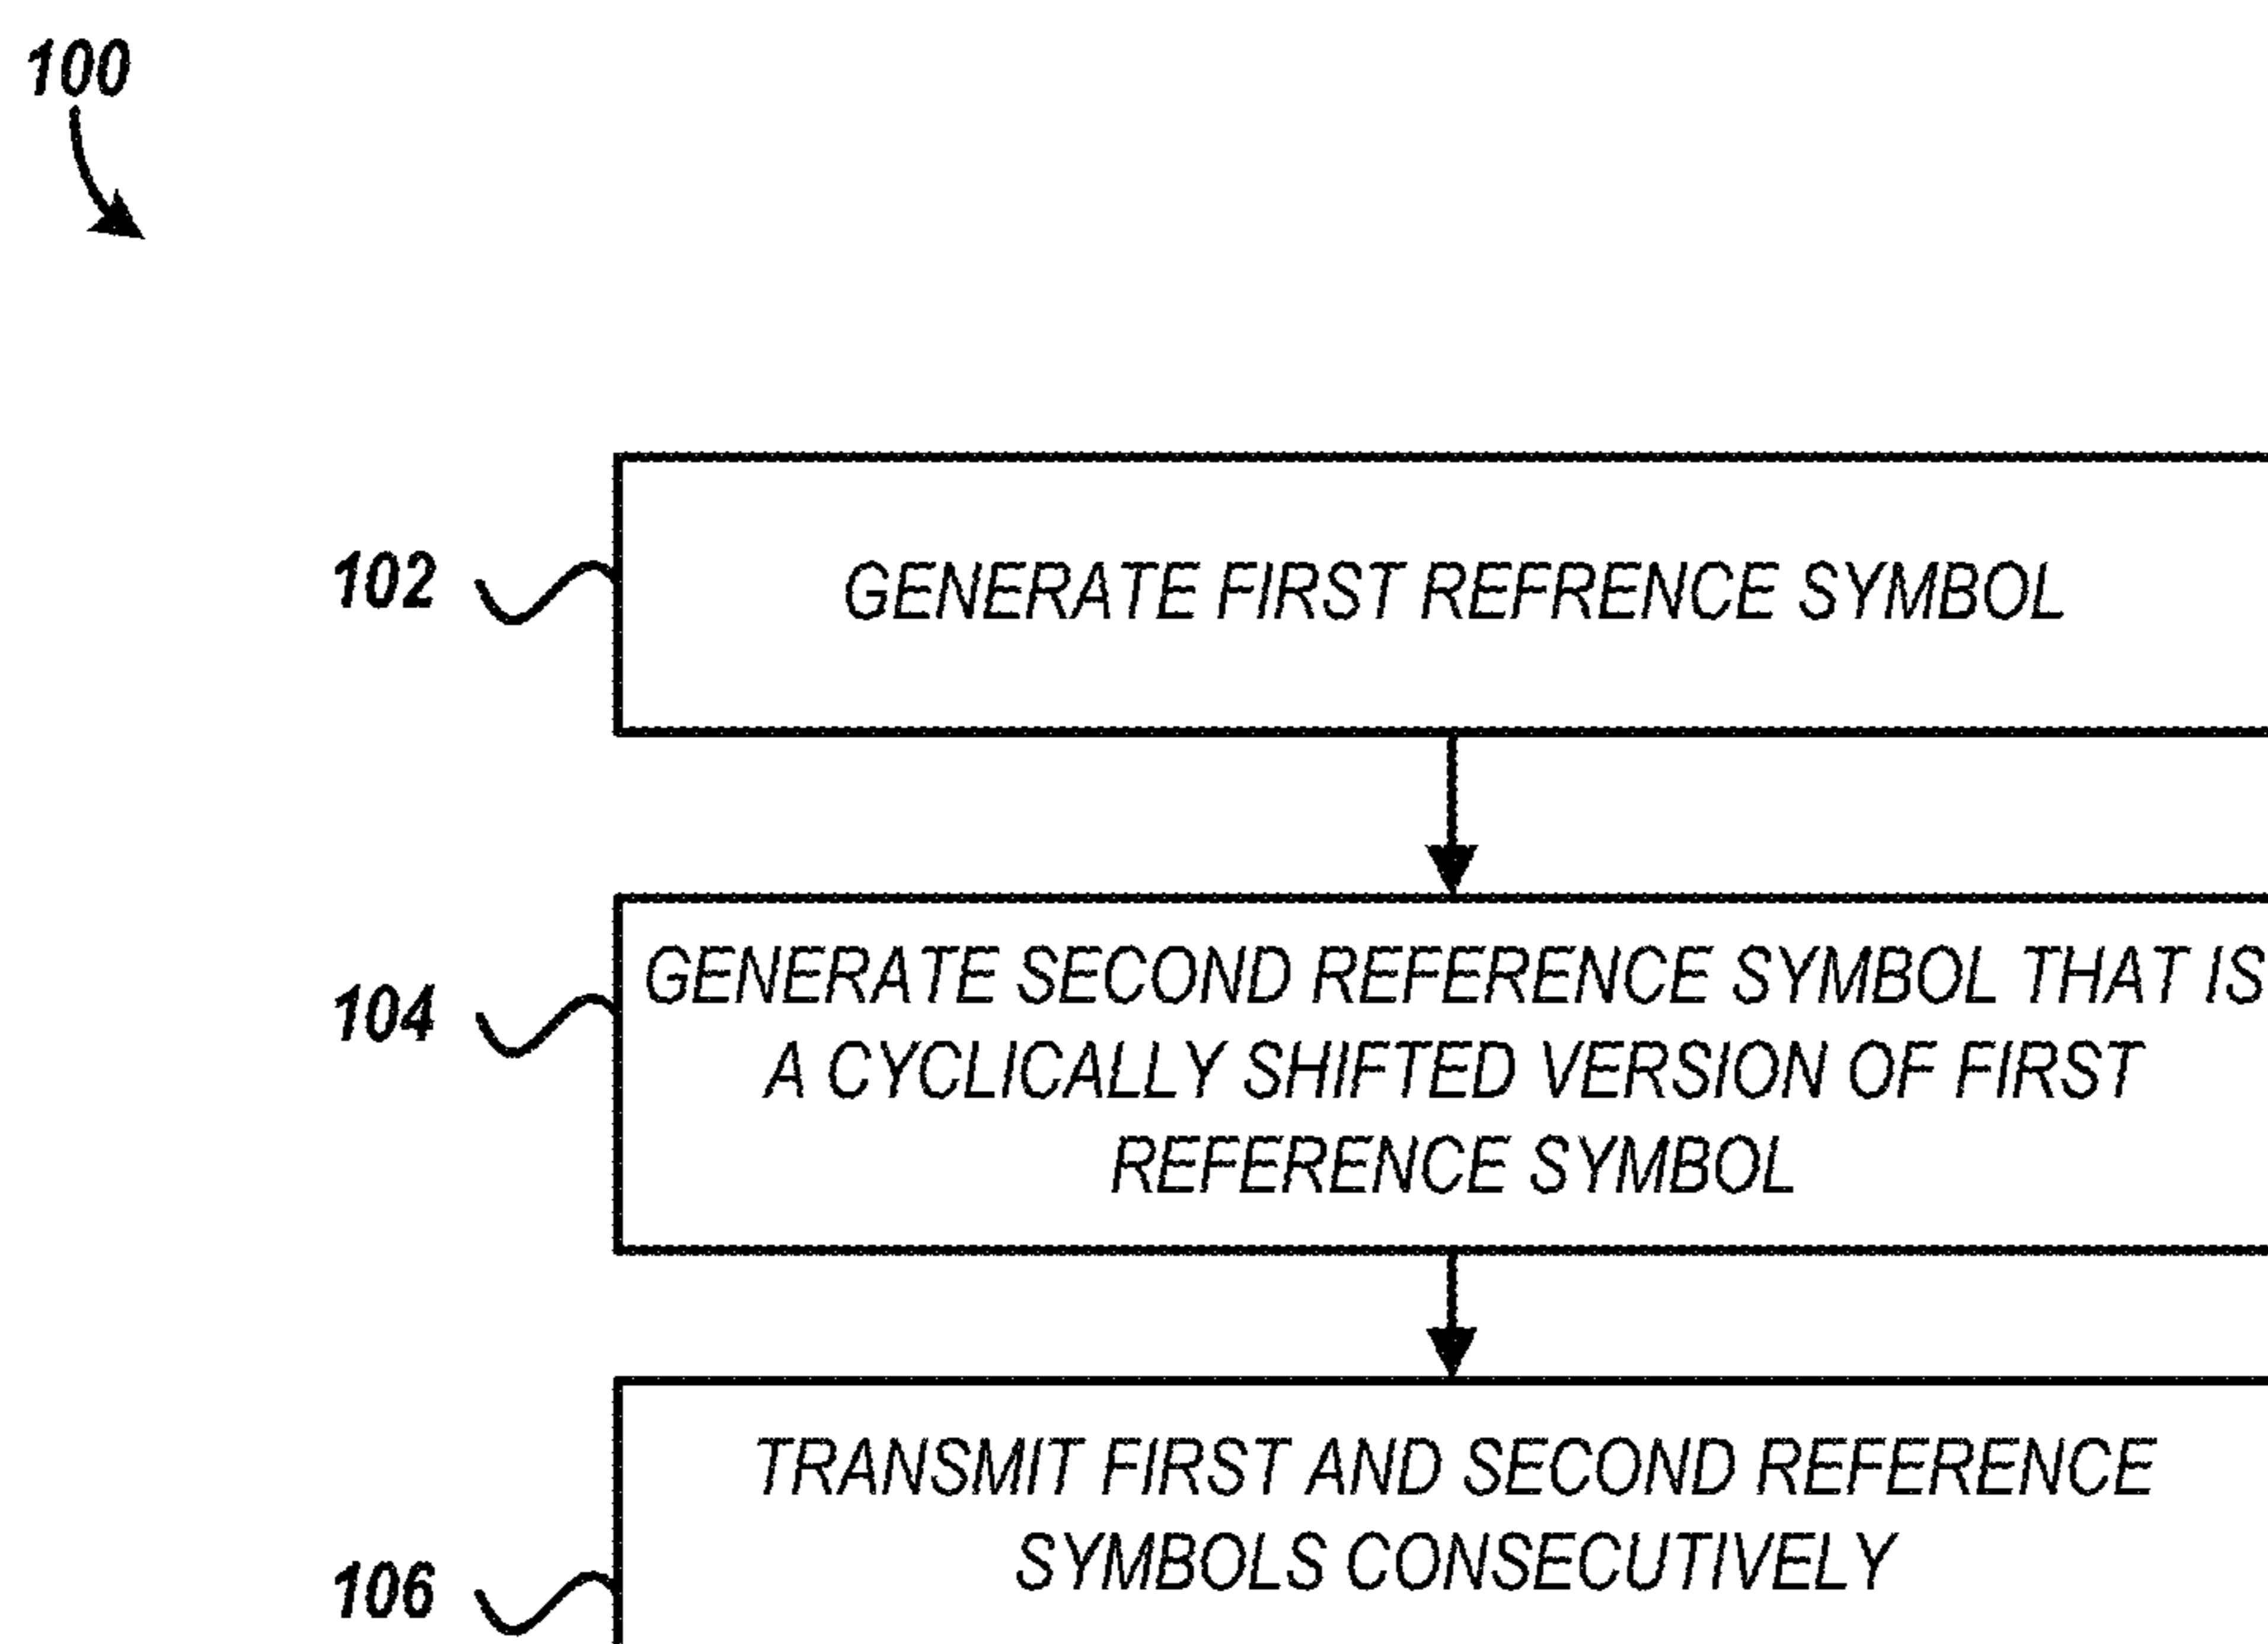 100
102
GENERATE FIRST REFRENCE SYMBOL
104
GENERATE SECOND REFERENCE SYMBOL THAT IS
A CYCLICALLY SHIFTED VERSION OF FIRST
REFERENCE SYMBOL
106
TRANSMIT FIRST AND SECOND REFERENCE
SYMBOLS CONSECUTIVELY